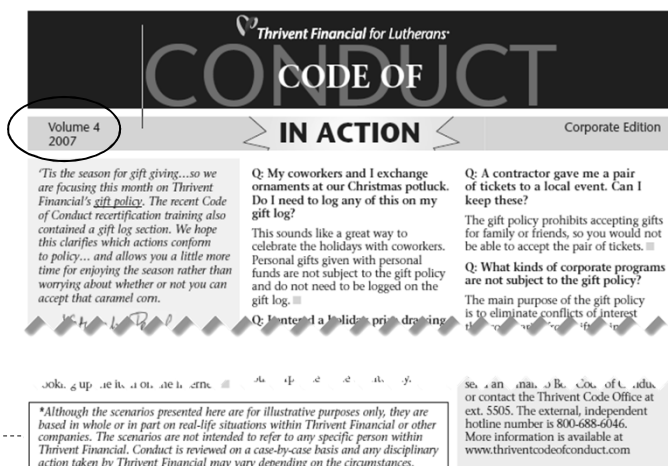 Thrivent Financial for Lutherans
CONDUCT
CODE OF
Volume 4
2007
IN ACTION
Corporate Edition
'Tis the season for gift giving...so we
are focusing this month on Thrivent
Financial's gift policy. The recent Code
of Conduct recertification training also
contained a gift log section. We hope
this clarifies which actions conform
to policy... and allows you a little more
time for enjoying the season rather than
worrying about whether or not you can
accept that caramel corn.
Q: My coworkers and I exchange
ornaments at our Christmas potluck.
Do I need to log any of this on my
gift log?
This sounds like a great way to
celebrate the holidays with coworkers.
Personal gifts given with personal
funds are not subject to the gift policy
and do not need to be logged on the
gift log.
Q: I entered a holiday prize drawing
Q: A contractor gave me a pair
of tickets to a local event. Can I
keep these?
The gift policy prohibits accepting gifts
for family or friends, so you would not
be able to accept the pair of tickets.
Q: What kinds of corporate programs
are not subject to the gift policy?
The main purpose of the gift policy
is to eliminate conflicts of interest
*Although the scenarios presented here are for illustrative purposes only, they are
based in whole or in part on real-life situations within Thrivent Financial or other
companies. The scenarios are not intended to refer to any specific person within
Thrivent Financial. Conduct is reviewed on a case-by-case basis and any disciplinary
action taken by Thrivent Financial may vary depending on the circumstances.
or contact the Thrivent Code Office at
ext. 5505. The external, independent
hotline number is 800-688-6046.
More information is available at
www.thriventcodeofconduct.com